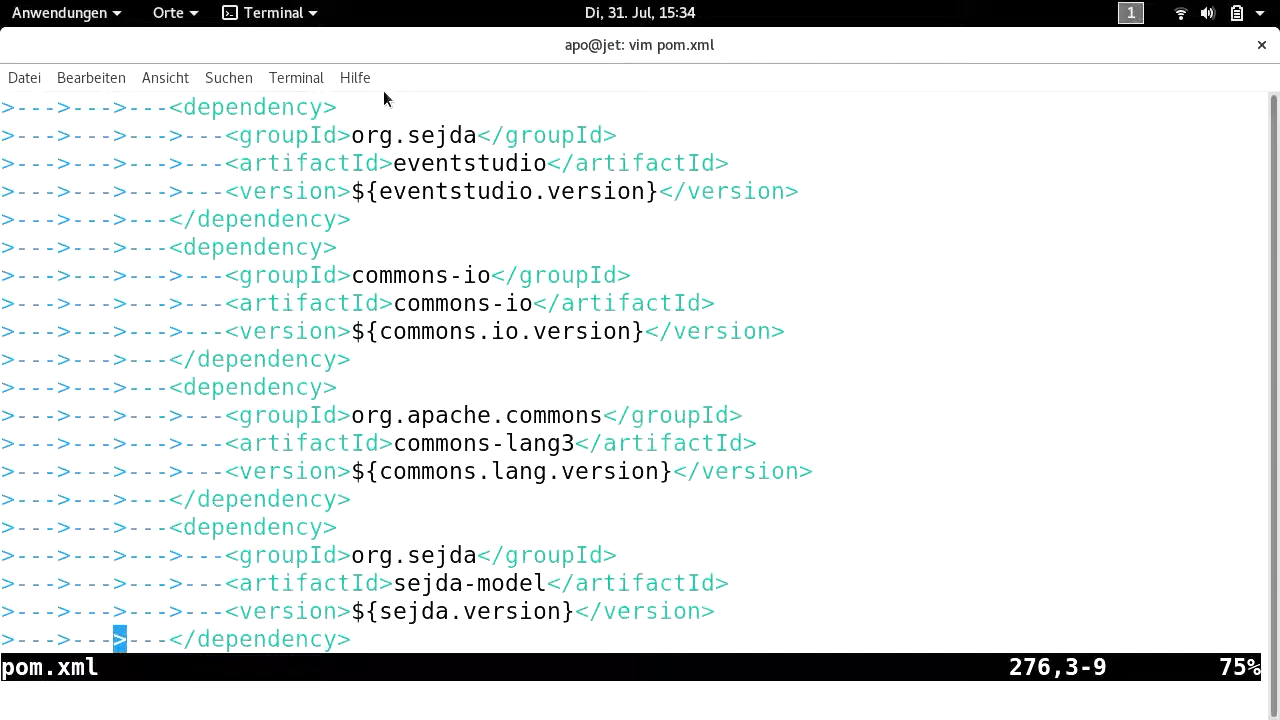 Anwendungen Orte Terminal Di, 31. Jul, 15:34 1
apo@jet: vim pom.xml ×
Datei Bearbeiten Ansicht Suchen Terminal Hilfe
>--->--->---<dependency>
>--->--->--->---<groupId>org.sejda</groupId>
>--->--->--->---<artifactId>eventstudio</artifactId>
>--->--->--->---<version>${eventstudio.version}</version>
>--->--->---</dependency>
>--->--->---<dependency>
>--->--->--->---<groupId>commons-io</groupId>
>--->--->--->---<artifactId>commons-io</artifactId>
>--->--->--->---<version>${commons.io.version}</version>
>--->--->---</dependency>
>--->--->---<dependency>
>--->--->--->---<groupId>org.apache.commons</groupId>
>--->--->--->---<artifactId>commons-lang3</artifactId>
>--->--->--->---<version>${commons.lang.version}</version>
>--->--->---</dependency>
>--->--->---<dependency>
>--->--->--->---<groupId>org.sejda</groupId>
>--->--->--->---<artifactId>sejda-model</artifactId>
>--->--->--->---<version>${sejda.version}</version>
>--->--->---</dependency>
pom.xml 276,3-9 75%